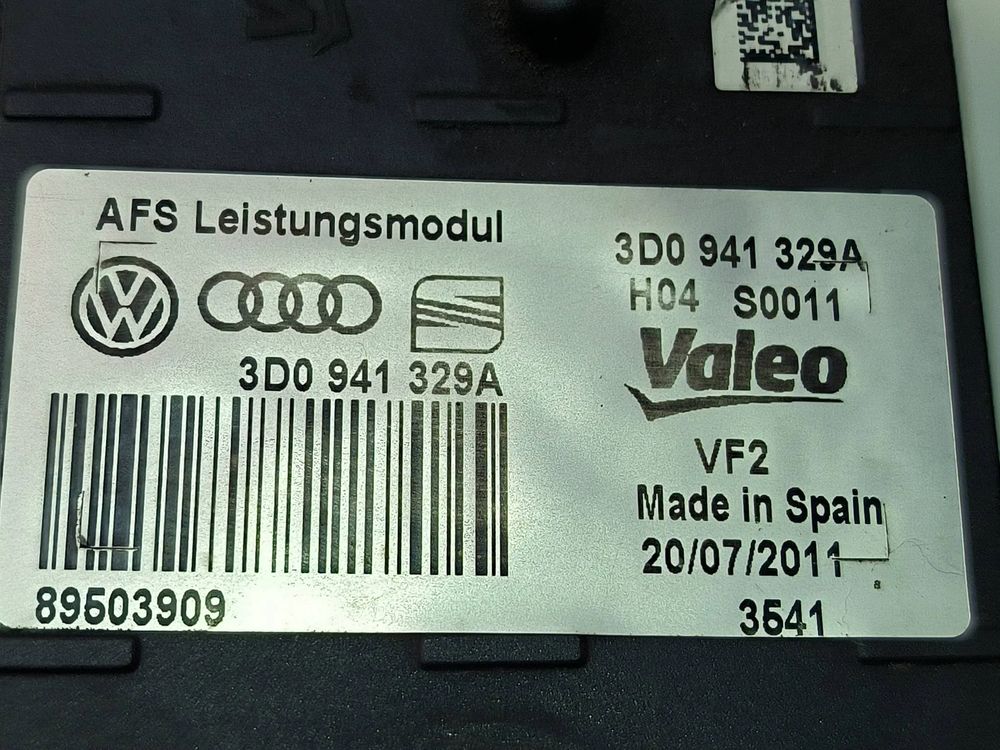 AFS Leistungsmodul
3D0 941 329A
89503909
3D0 941 329A
H04 S0011
Valeo
VF2
Made in Spain
20/07/2011
3541